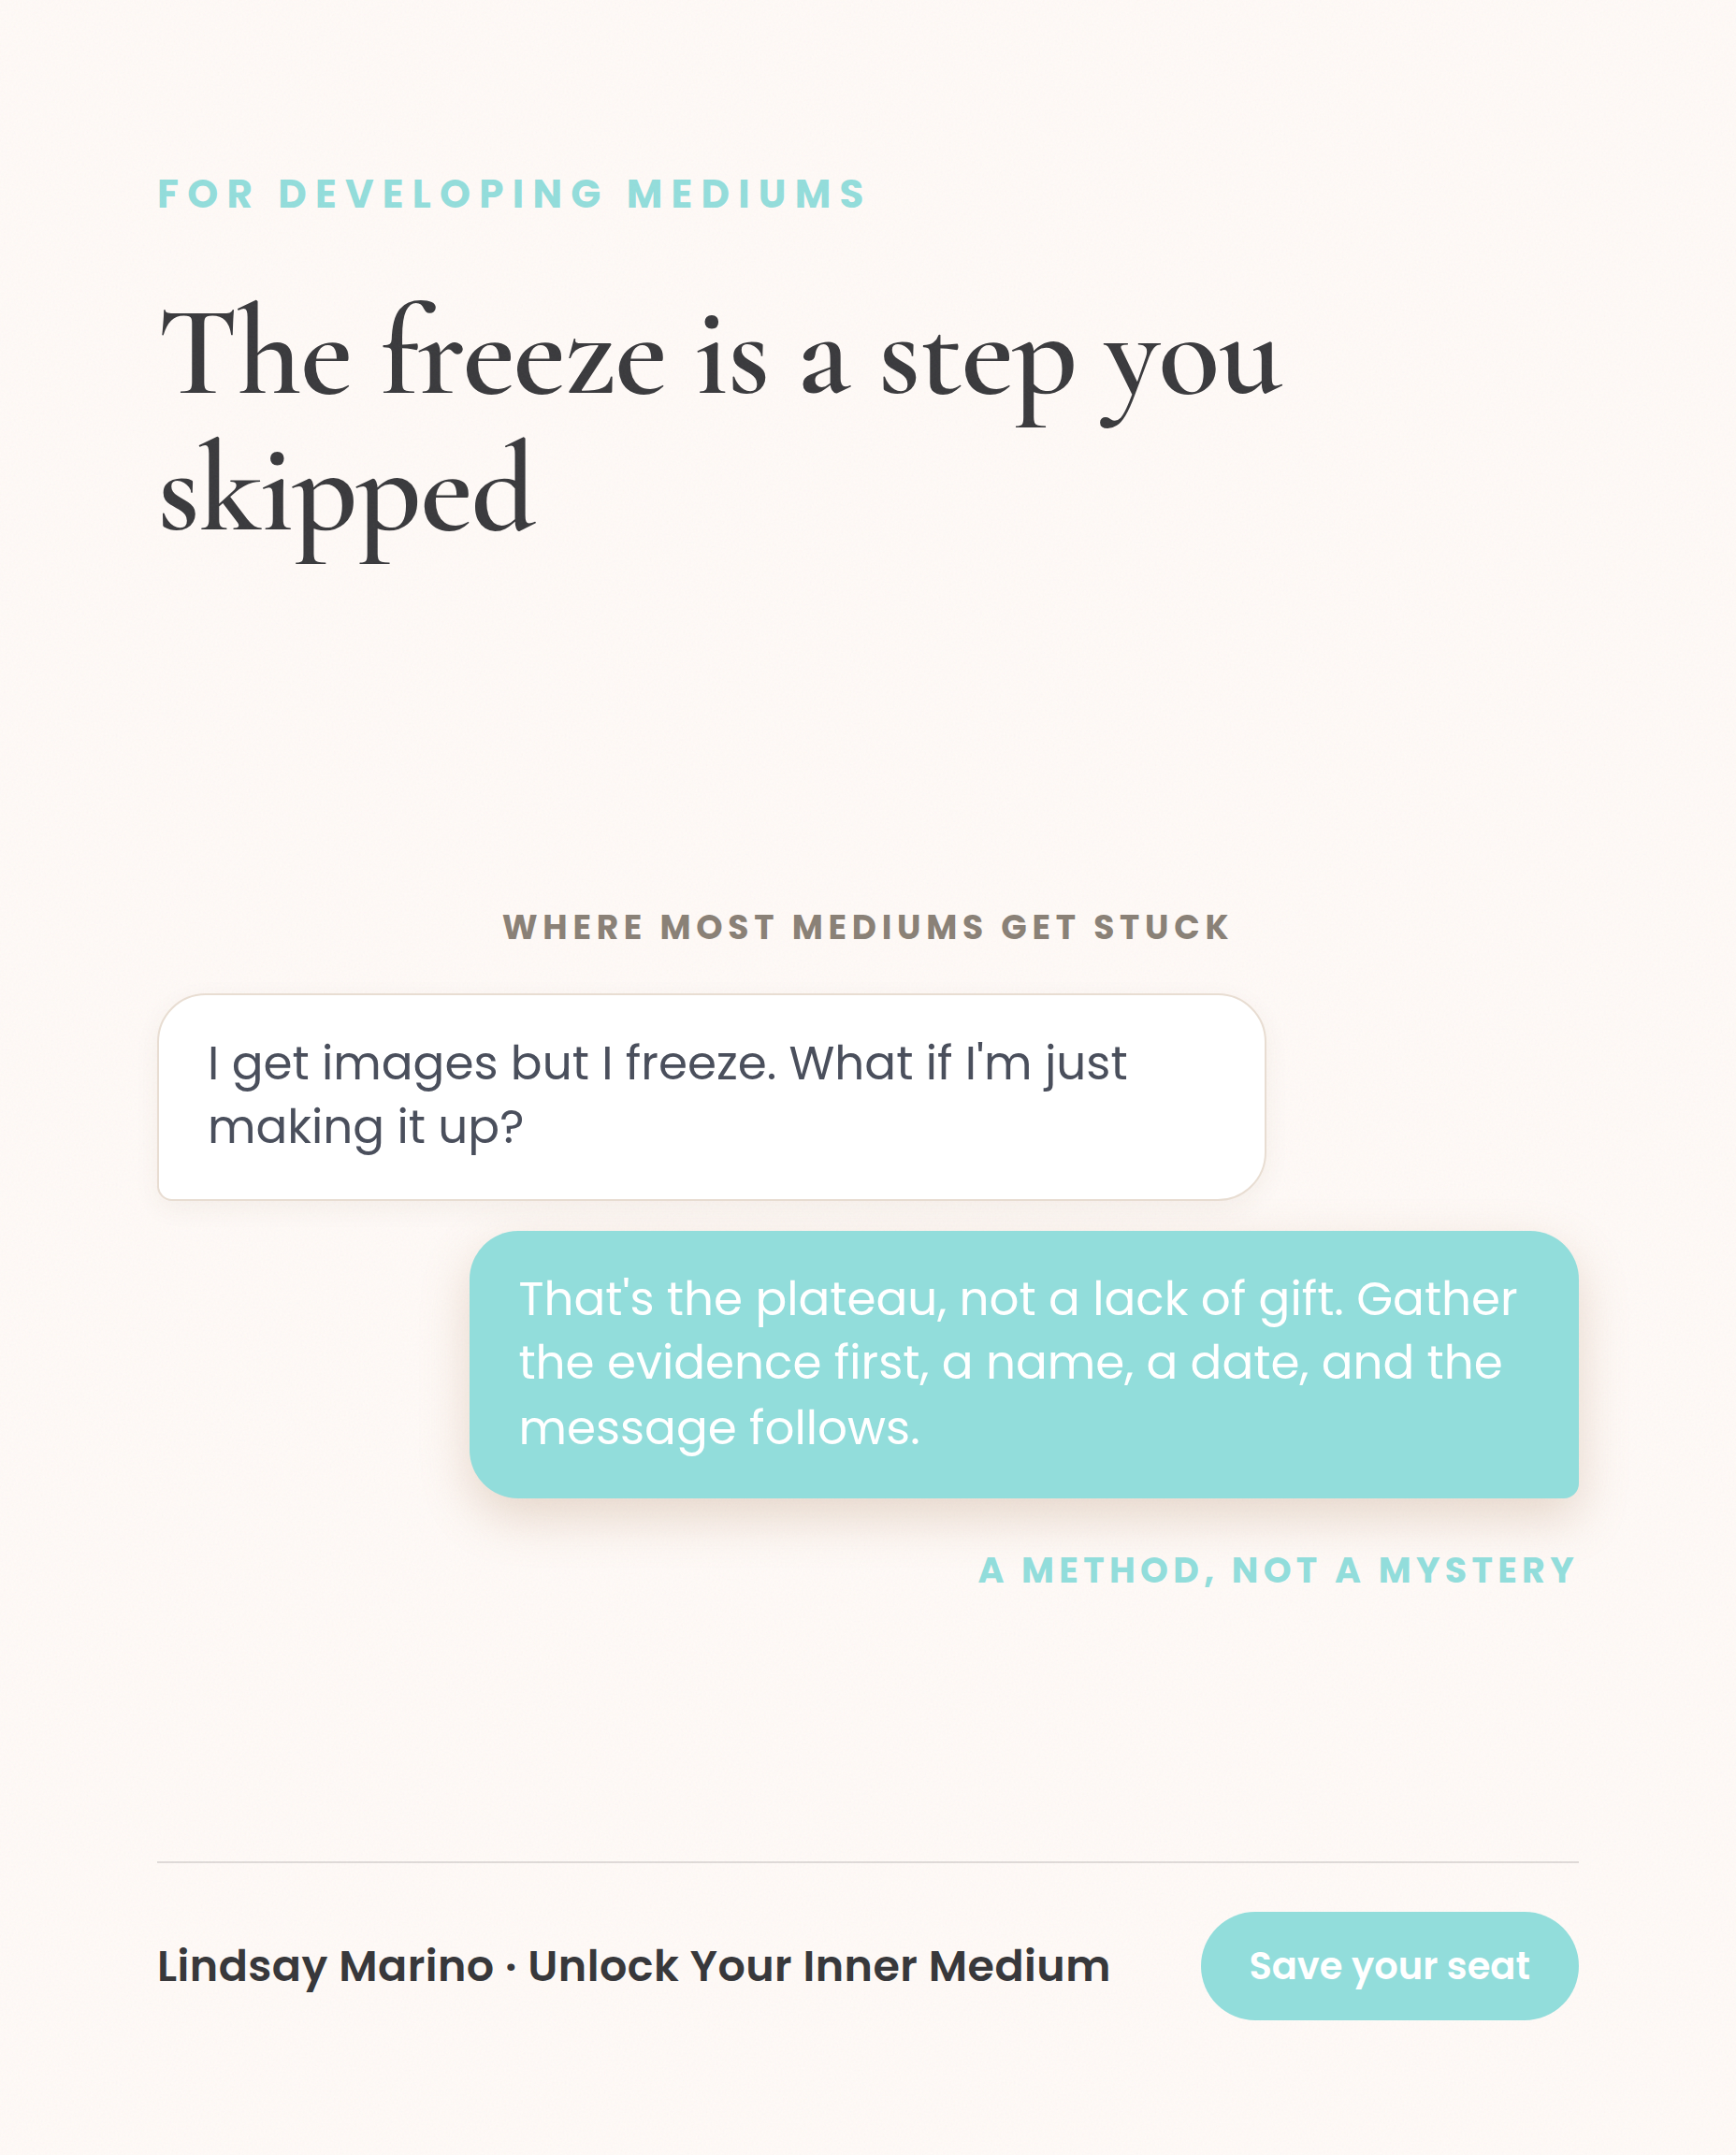 FOR DEVELOPING MEDIUMS
The freeze is a step you
skipped
WHERE MOST MEDIUMS GET STUCK
I get images but I freeze. What if I'm just
making it up?
That's the plateau, not a lack of gift. Gather
the evidence first, a name, a date, and the
message follows.
A METHOD, NOT A MYSTERY
Lindsay Marino · Unlock Your Inner Medium
Save your seat